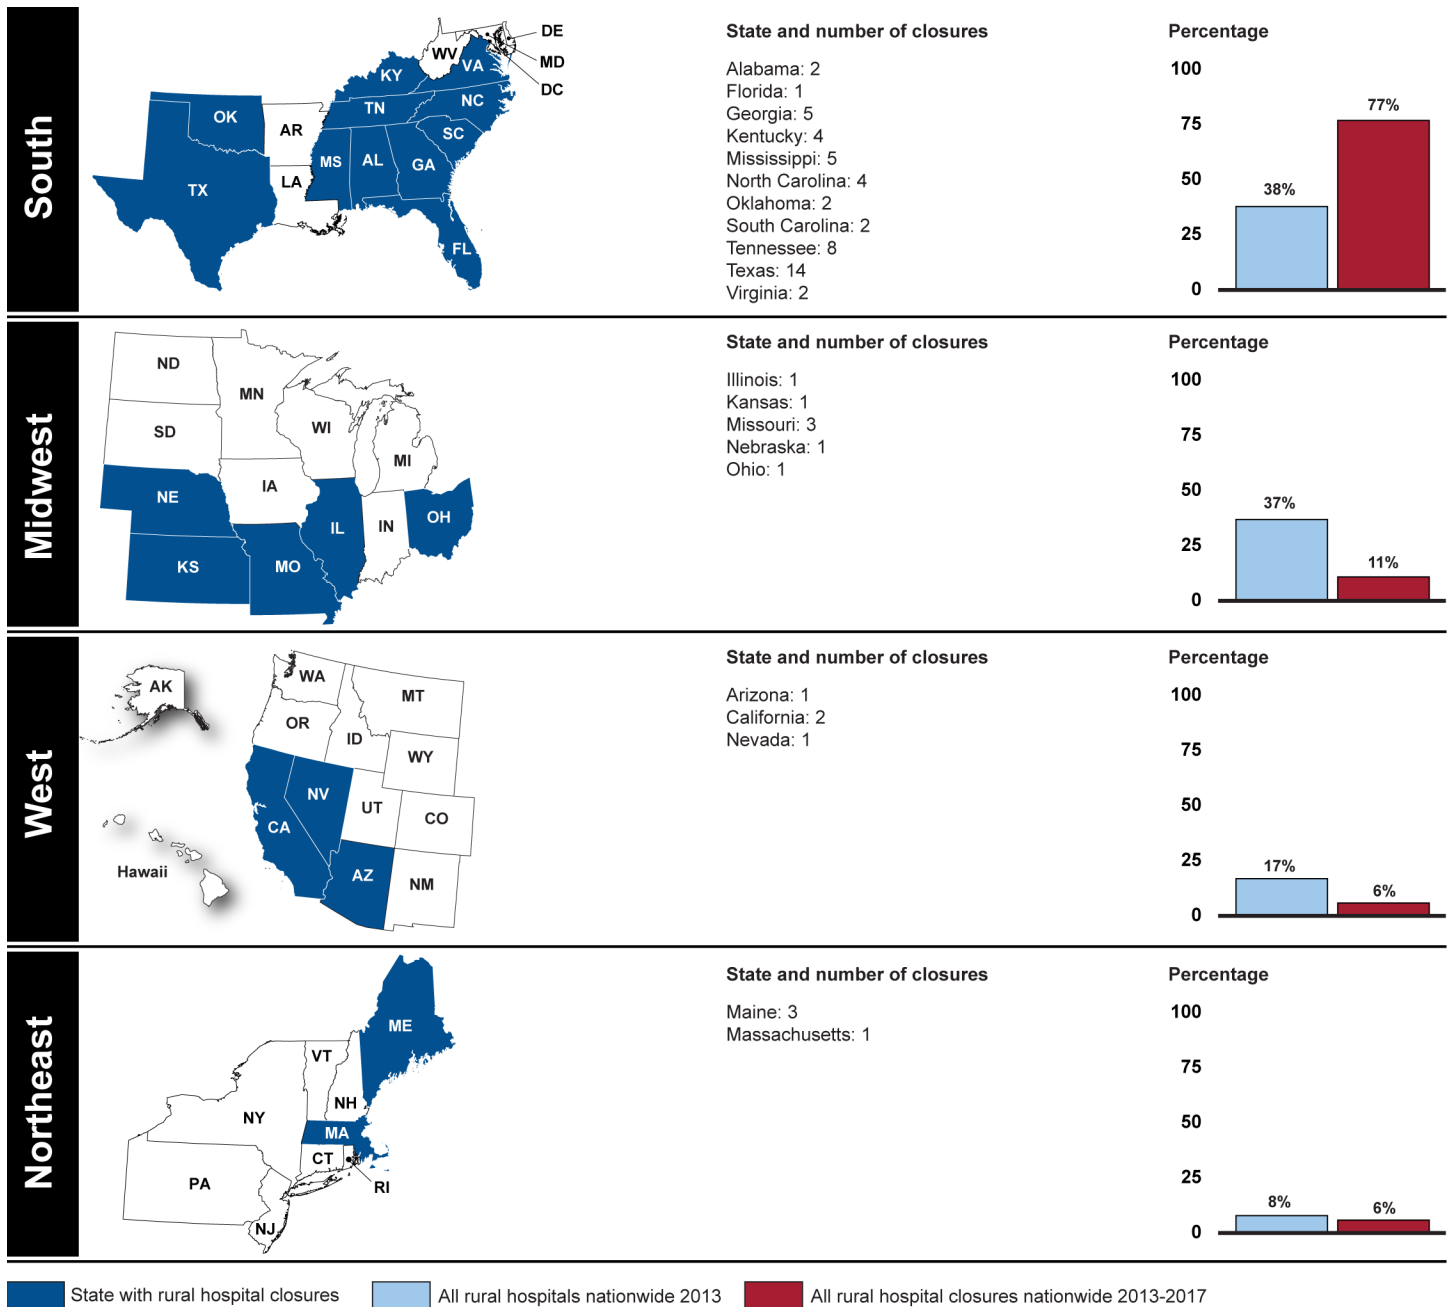 South
DE
WV
MD
VA
KY
DC
NC
TN
OK
SC
AR
MS
AL
GA
TX
LA
FL
State and number of closures
Alabama: 2
Florida: 1
Georgia: 5
Kentucky: 4
Mississippi: 5
North Carolina: 4
Oklahoma: 2
South Carolina: 2
Tennessee: 8
Texas: 14
Virginia: 2
Percentage
100
75
50
25
0
38%
77%
Midwest
ND
MN
WI
SD
MI
IA
NE
OH
IL
IN
KS
MO
State and number of closures
Illinois: 1
Kansas: 1
Missouri: 3
Nebraska: 1
Ohio: 1
Percentage
100
75
50
25
0
37%
11%
West
AK
WA
MT
OR
ID
WY
NV
UT
CO
CA
Hawaii
AZ
NM
State and number of closures
Arizona: 1
California: 2
Nevada: 1
Percentage
100
75
50
25
0
17%
6%
Northeast
ME
VT
NH
NY
MA
CT
PA
RI
NJ
State and number of closures
Maine: 3
Massachusetts: 1
Percentage
100
75
50
25
0
8%
6%
State with rural hospital closures
All rural hospitals nationwide 2013
All rural hospital closures nationwide 2013-2017